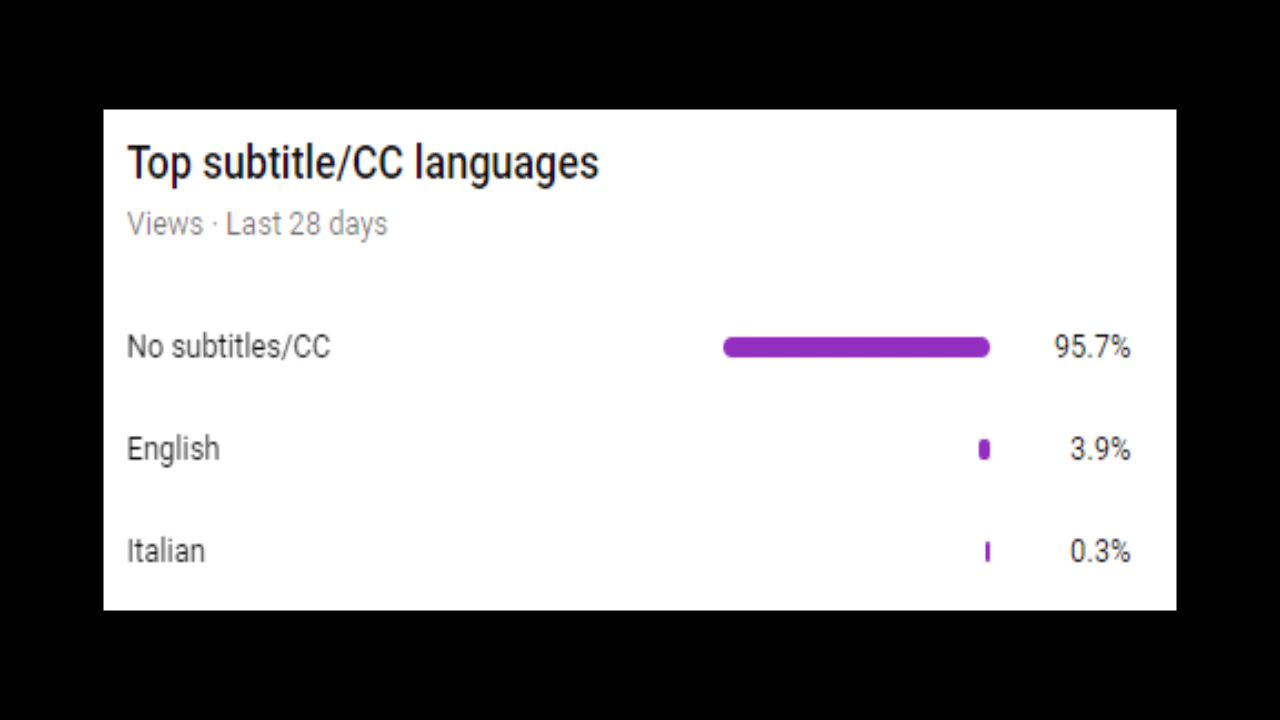 Top subtitle/CC languages
Views · Last 28 days
No subtitles/CC 95.7%
English 3.9%
Italian 0.3%